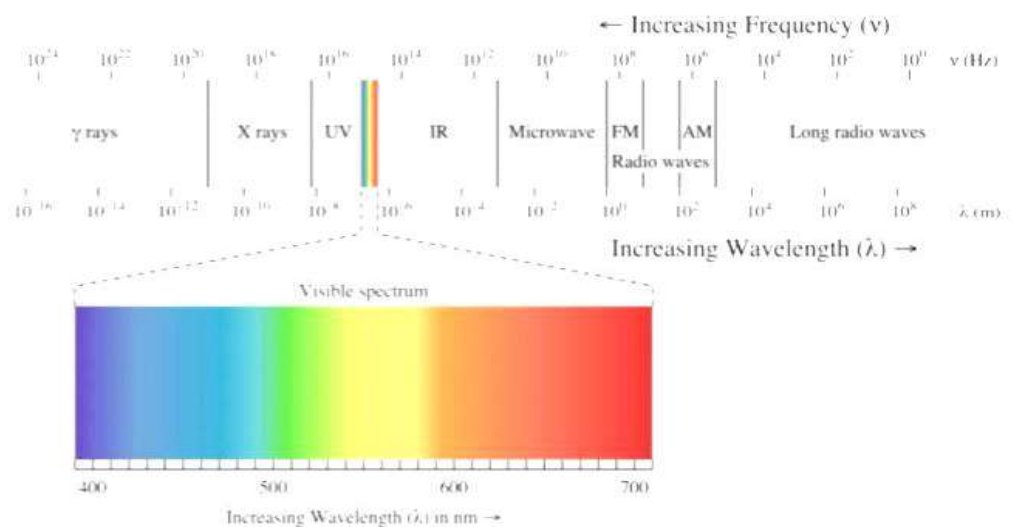 ← Increasing Frequency (ν)
10²⁴ 10²² 10²⁰ 10¹⁸ 10¹⁶ 10¹⁴ 10¹² 10¹⁰ 10⁸ 10⁶ 10⁴ 10² 10⁰ ν (Hz)
γ rays X rays UV IR Microwave FM AM Long radio waves
Radio waves
10⁻¹⁶ 10⁻¹⁴ 10⁻¹² 10⁻¹⁰ 10⁻⁸ 10⁻⁶ 10⁻⁴ 10⁻² 10⁰ 10² 10⁴ 10⁶ 10⁸ λ (m)
Increasing Wavelength (λ) →
Visible spectrum
400 500 600 700
Increasing Wavelength (λ) in nm →